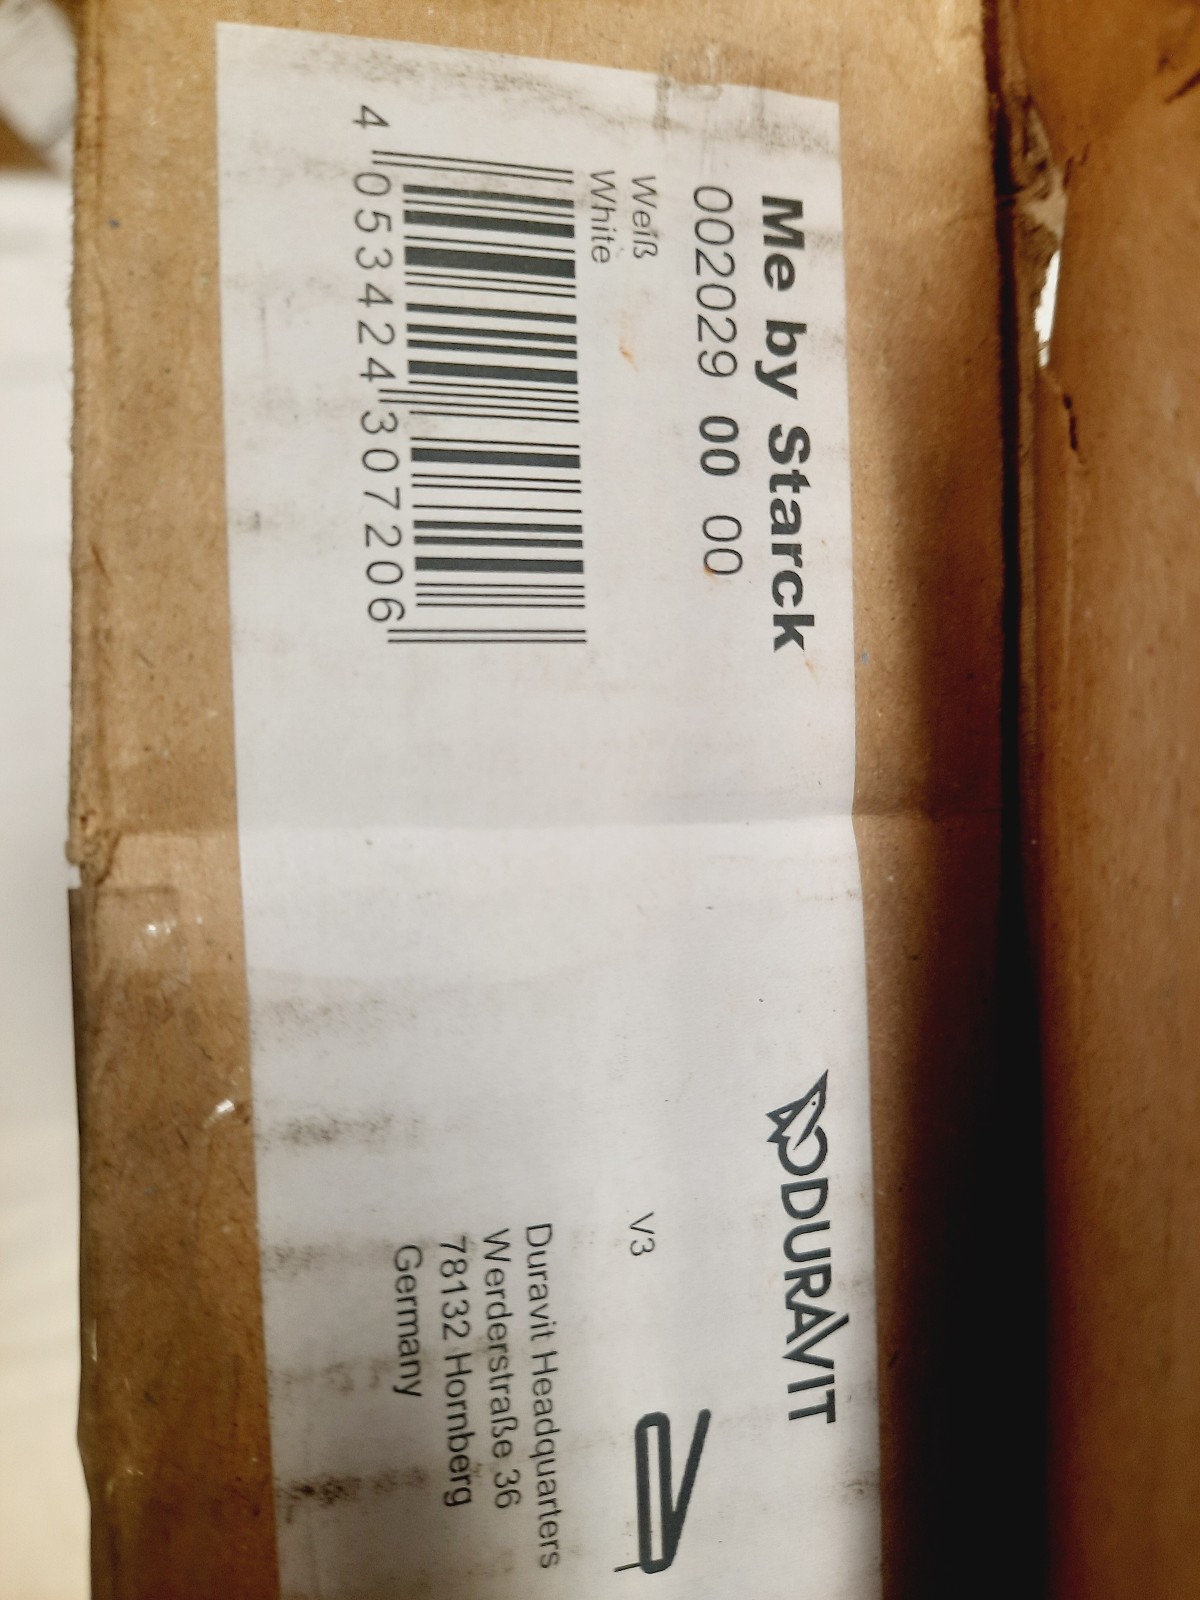 Me by Starck
002029 00 00
Weiß
White
4 053424 307206
DURAVIT
V3
Duravit Headquarters
Werderstraße 36
78132 Hornberg
Germany